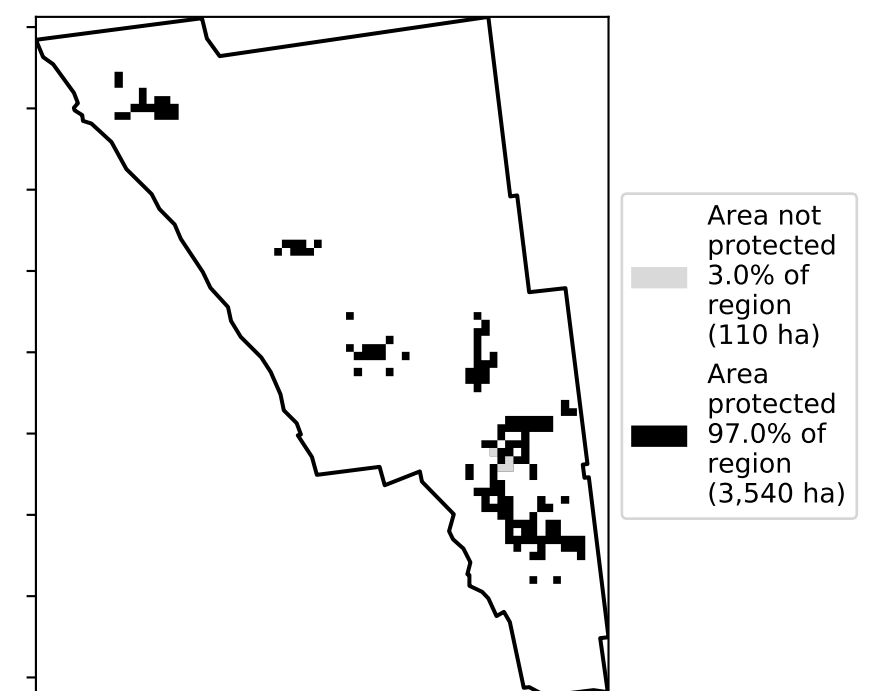 Area not
protected
3.0% of
region
(110 ha)
Area
protected
97.0% of
region
(3,540 ha)